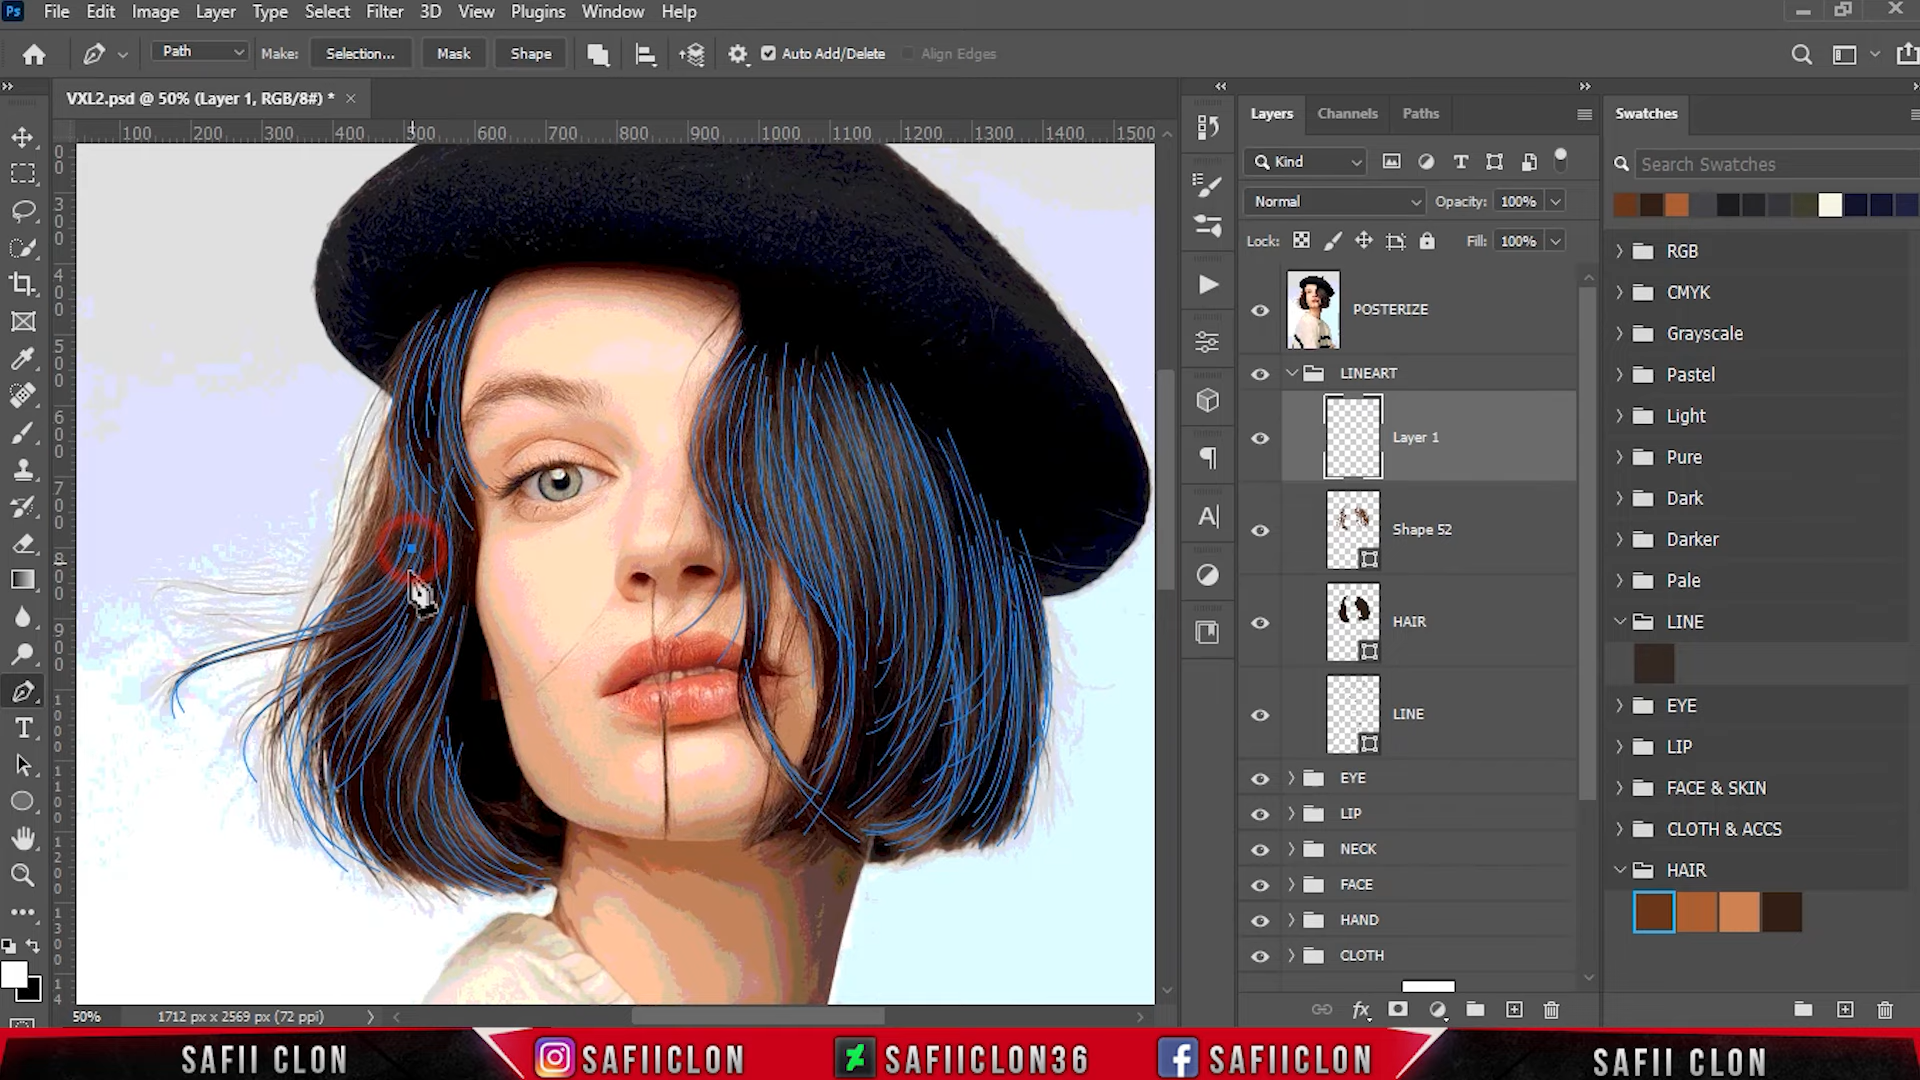 Ps File Edit Image Layer Type Select Filter 3D View Plugins Window Help
Path Make: Selection... Mask Shape Auto Add/Delete Align Edges
VXL2.psd @ 50% (Layer 1, RGB/8#) *
100 200 300 400 500 600 700 800 900 1000 1100 1200 1300 1400 1500
Layers Channels Paths
Kind
Normal Opacity: 100%
Lock: Fill: 100%
POSTERIZE
LINEART
Layer 1
Shape 52
HAIR
LINE
EYE
LIP
NECK
FACE
HAND
CLOTH
Swatches
Search Swatches
RGB
CMYK
Grayscale
Pastel
Light
Pure
Dark
Darker
Pale
LINE
EYE
LIP
FACE & SKIN
CLOTH & ACCS
HAIR
50% 1712 px x 2569 px (72 ppi)
SAFII CLON SAFIICLON SAFIICLON36 SAFIICLON SAFII CLON